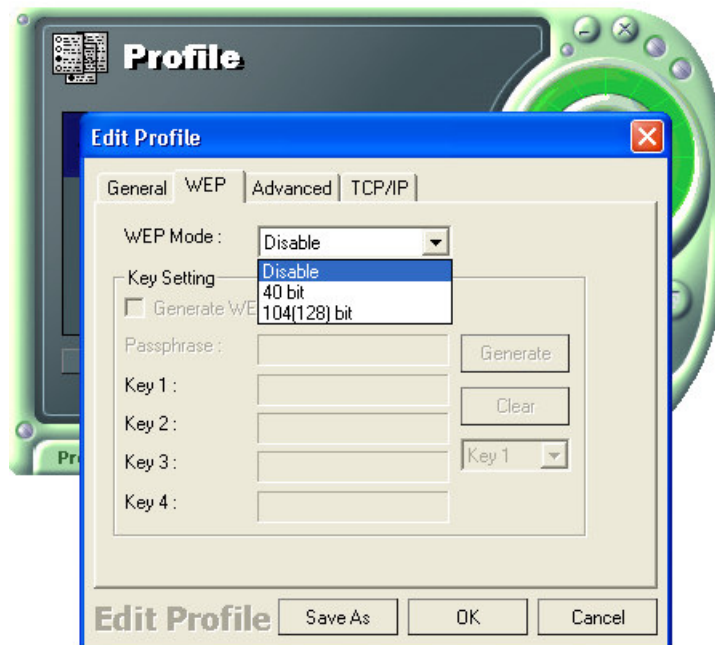 Profile
Edit Profile
General WEP Advanced TCP/IP
WEP Mode : Disable
Disable
40 bit
104(128) bit
Key Setting
Generate
Passphrase : Generate
Key 1 :
Clear
Key 2 :
Key 3 : Key 1
Key 4 :
Edit Profile Save As OK Cancel